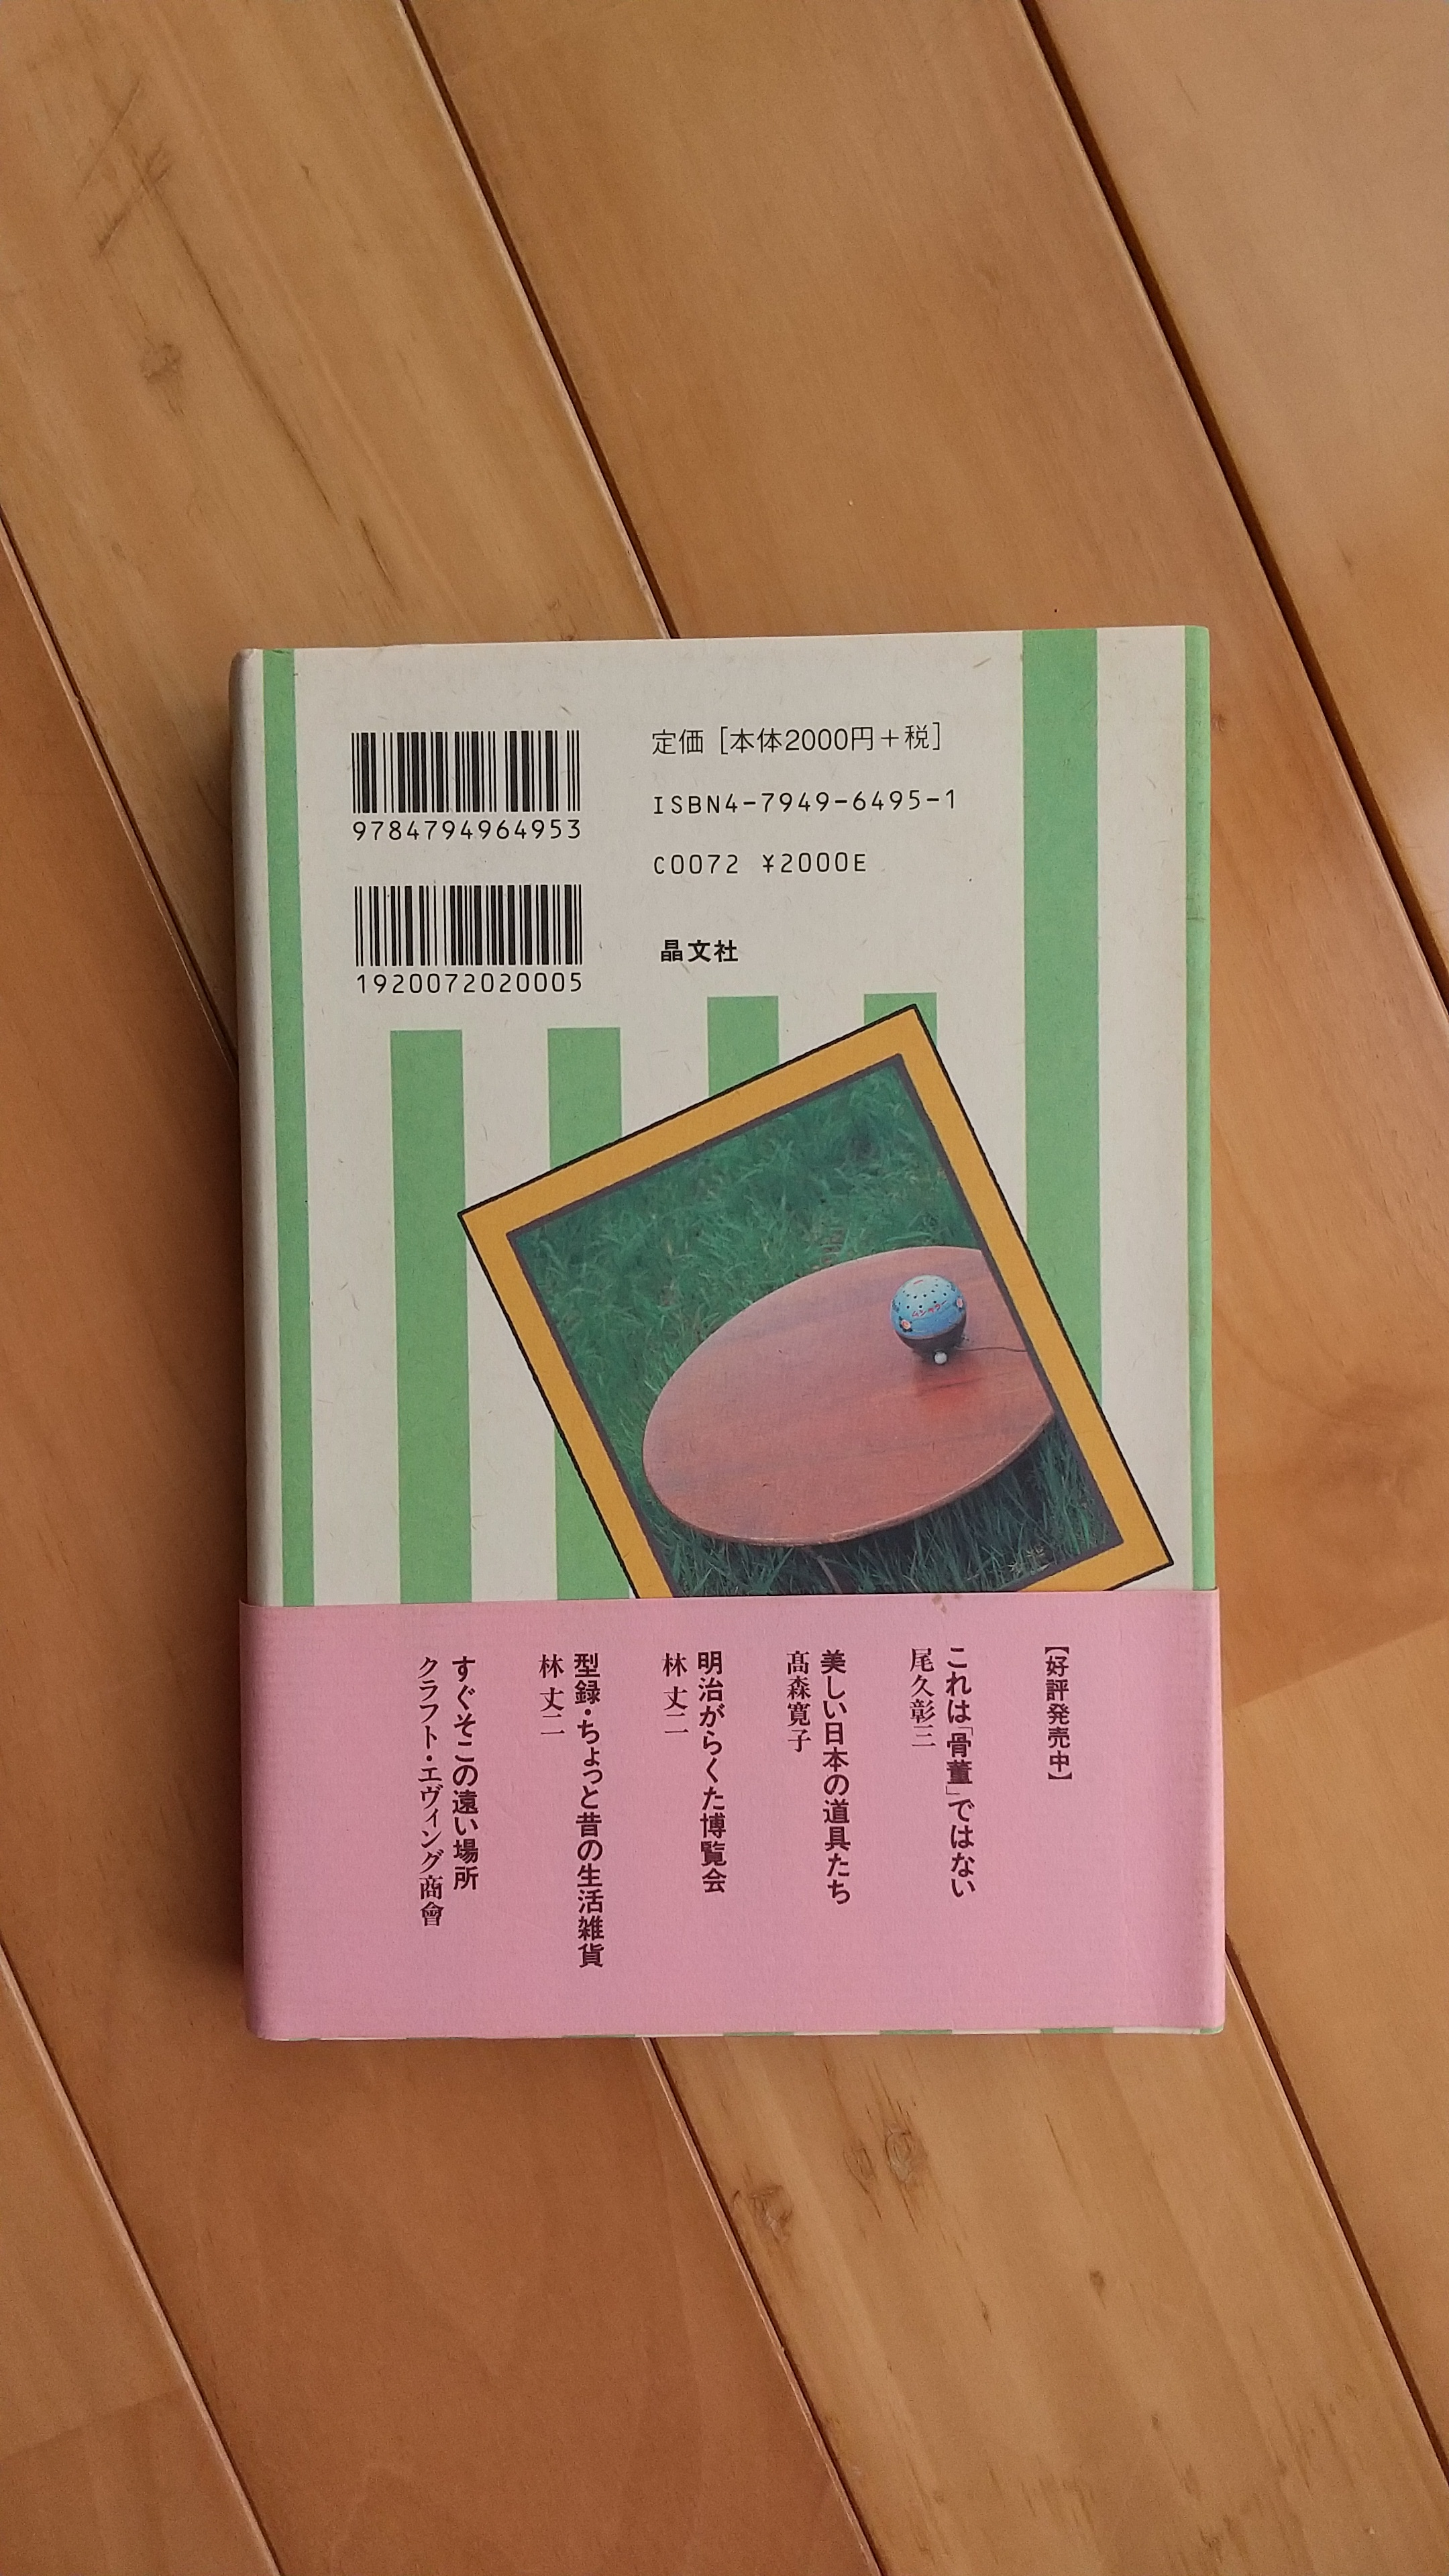 9784794964953
1920072020005
定価［本体2000円＋税］
ISBN4-7949-6495-1
C0072 ¥2000E
晶文社
【好評発売中】
これは「骨董」ではない
尾久彰三
美しい日本の道具たち
髙森寛子
明治がらくた博覧会
林 丈二
型録・ちょっと昔の生活雑貨
林 丈二
すぐそこの遠い場所
クラフト・エヴィング商會